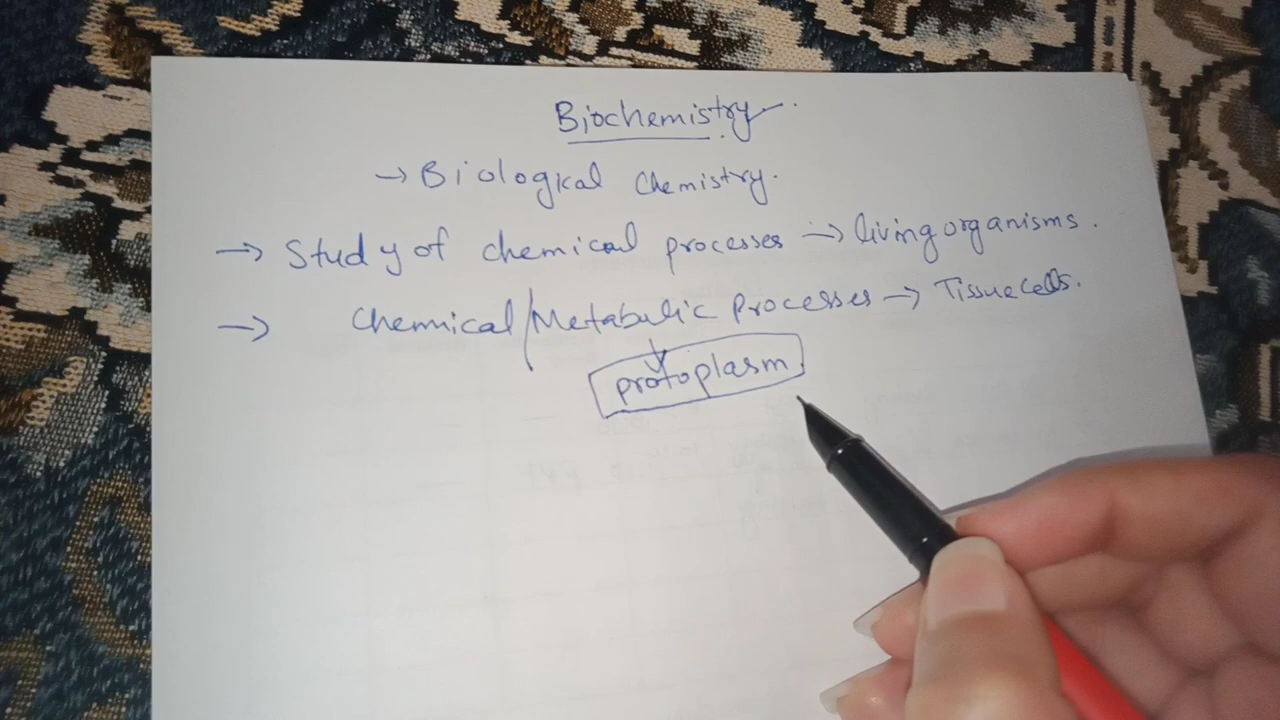 Biochemistry.
→ Biological chemistry.
→ Study of chemical processes → living organisms.
→ Chemical/Metabolic Processes → Tissue cells.
↓
protoplasm.